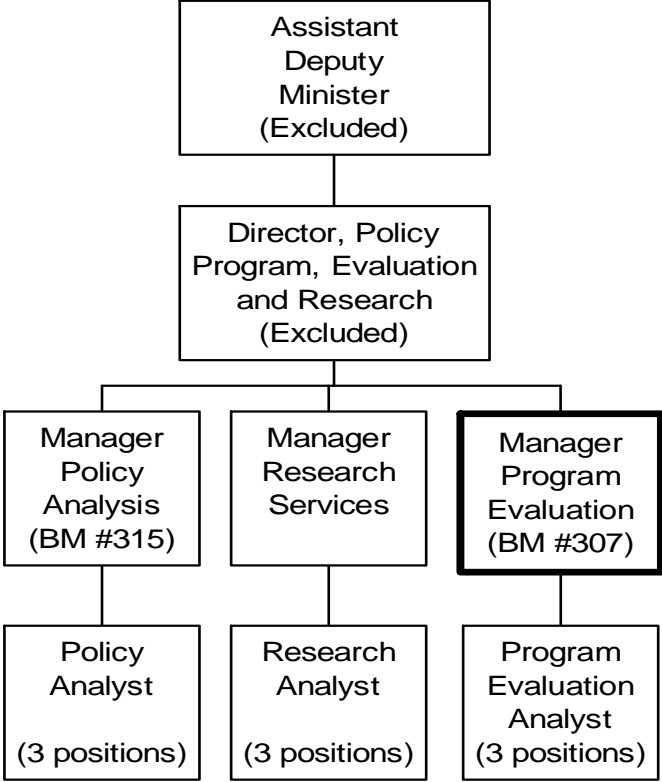 Assistant
Deputy
Minister
(Excluded)
Director, Policy
Program, Evaluation
and Research
(Excluded)
Manager
Policy
Analysis
(BM #315)
Manager
Research
Services
Manager
Program
Evaluation
(BM #307)
Policy
Analyst
(3 positions)
Research
Analyst
(3 positions)
Program
Evaluation
Analyst
(3 positions)